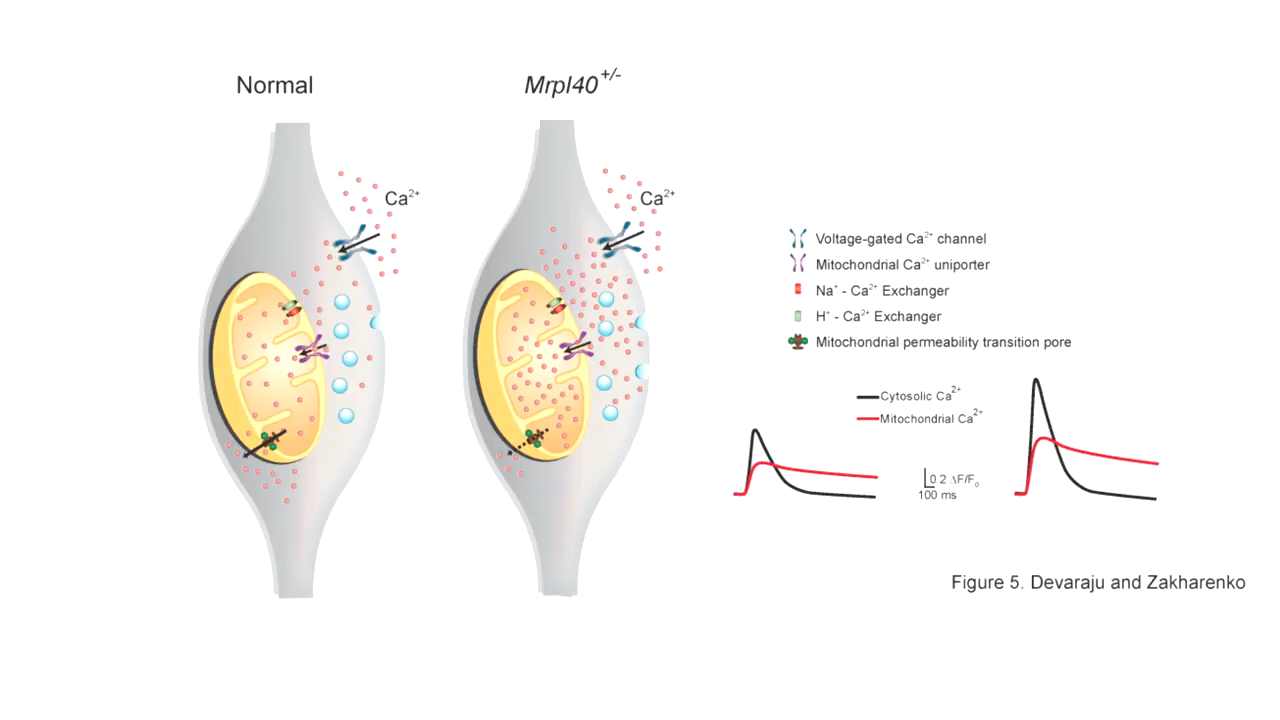 Normal
Mrpl40+/-
Ca2+
Ca2+
Voltage-gated Ca2+ channel
Mitochondrial Ca2+ uniporter
Na+ - Ca2+ Exchanger
H+ - Ca2+ Exchanger
Mitochondrial permeability transition pore
Cytosolic Ca2+
Mitochondrial Ca2+
0 2 ΔF/F0
100 ms
Figure 5. Devaraju and Zakharenko